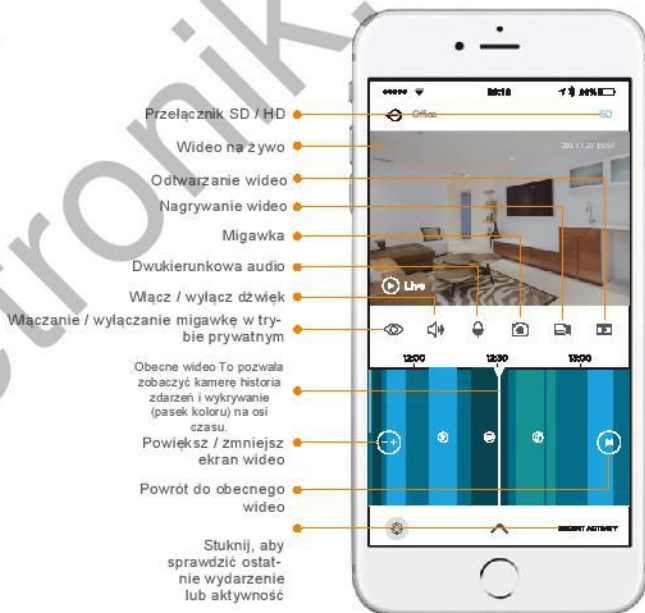 tronik.
Przełącznik SD / HD
Wideo na żywo
Odtwarzanie wideo
Nagrywanie wideo
Migawka
Dwukierunkowa audio
Włącz / wyłącz dźwięk
Włączanie / wyłączanie migawkę w try-
bie prywatnym
Obecne wideo To pozwala
zobaczyć kamerę historia
zdarzeń i wykrywanie
(pasek koloru) na osi
czasu.
Powiększ / zmniejsz
ekran wideo
Powrót do obecnego
wideo
Stuknij, aby
sprawdzić ostat-
nie wydarzenie
lub aktywność
Office
SD
Live
12:00 12:30 13:00
RECENT ACTIVITY